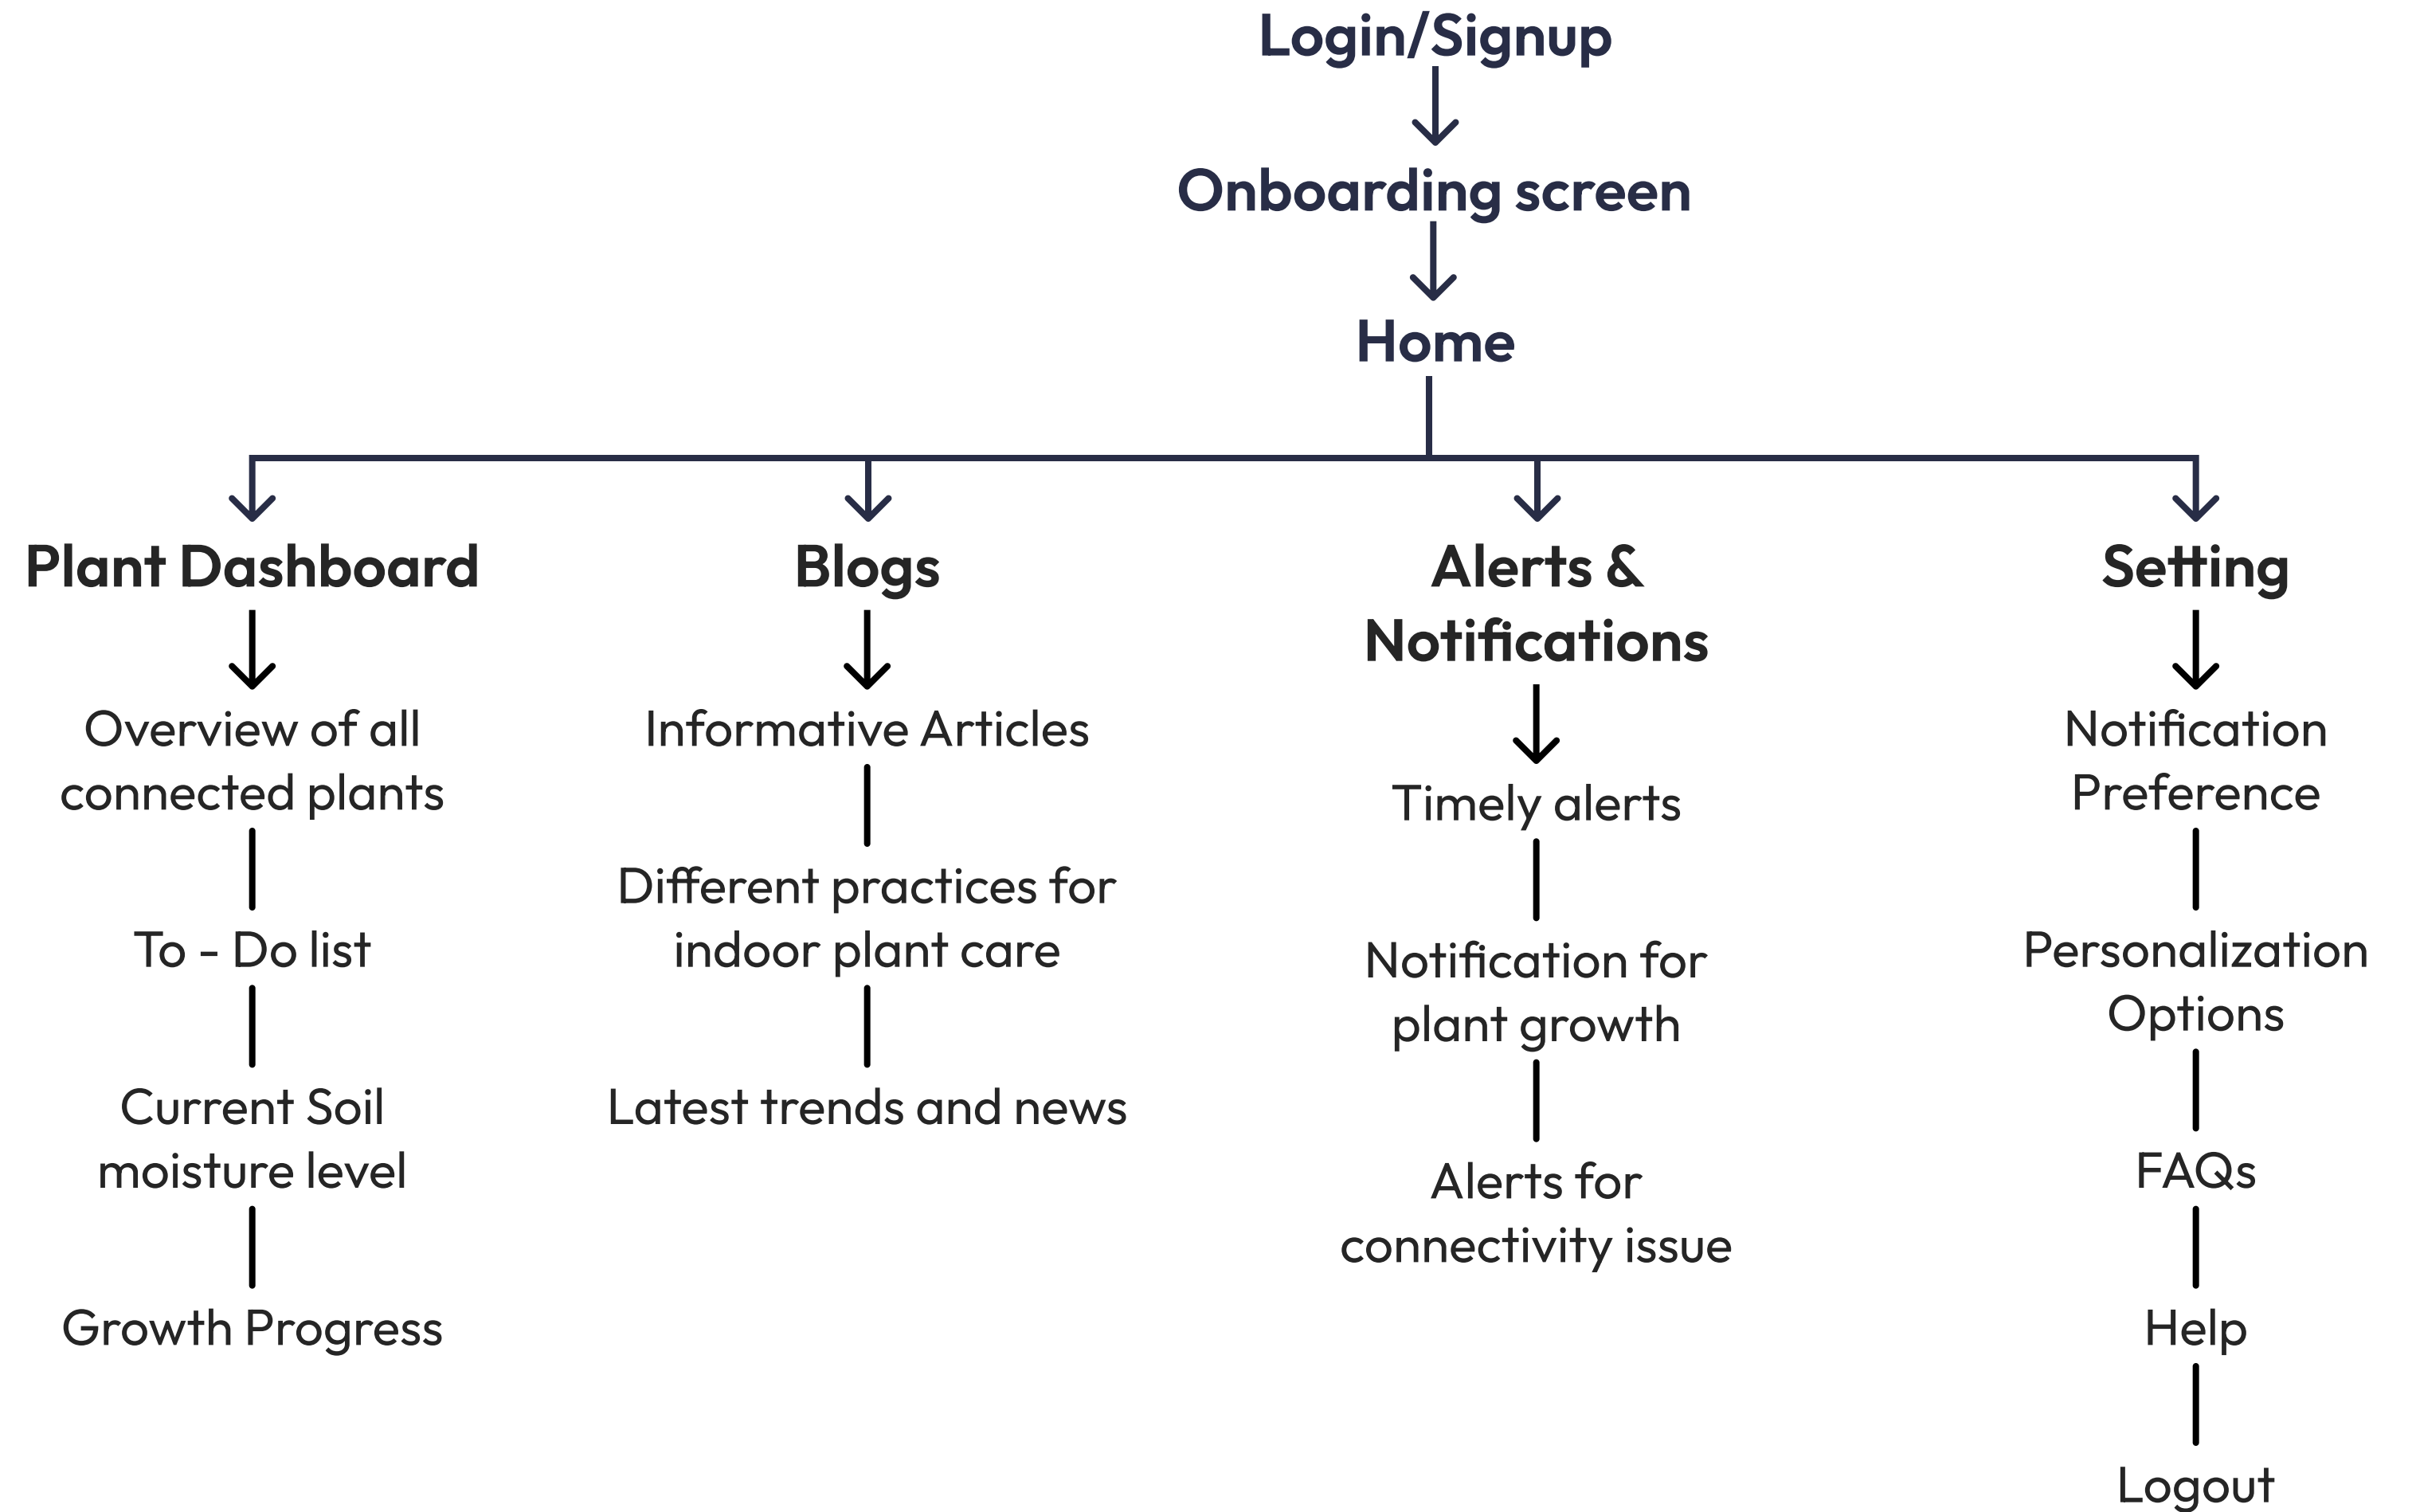 Login/Signup
Onboarding screen
Home
Plant Dashboard
Overview of all
connected plants
To - Do list
Current Soil
moisture level
Growth Progress
Blogs
Informative Articles
Different practices for
indoor plant care
Latest trends and news
Alerts &
Notifications
Timely alerts
Notification for
plant growth
Alerts for
connectivity issue
Setting
Notification
Preference
Personalization
Options
FAQs
Help
Logout